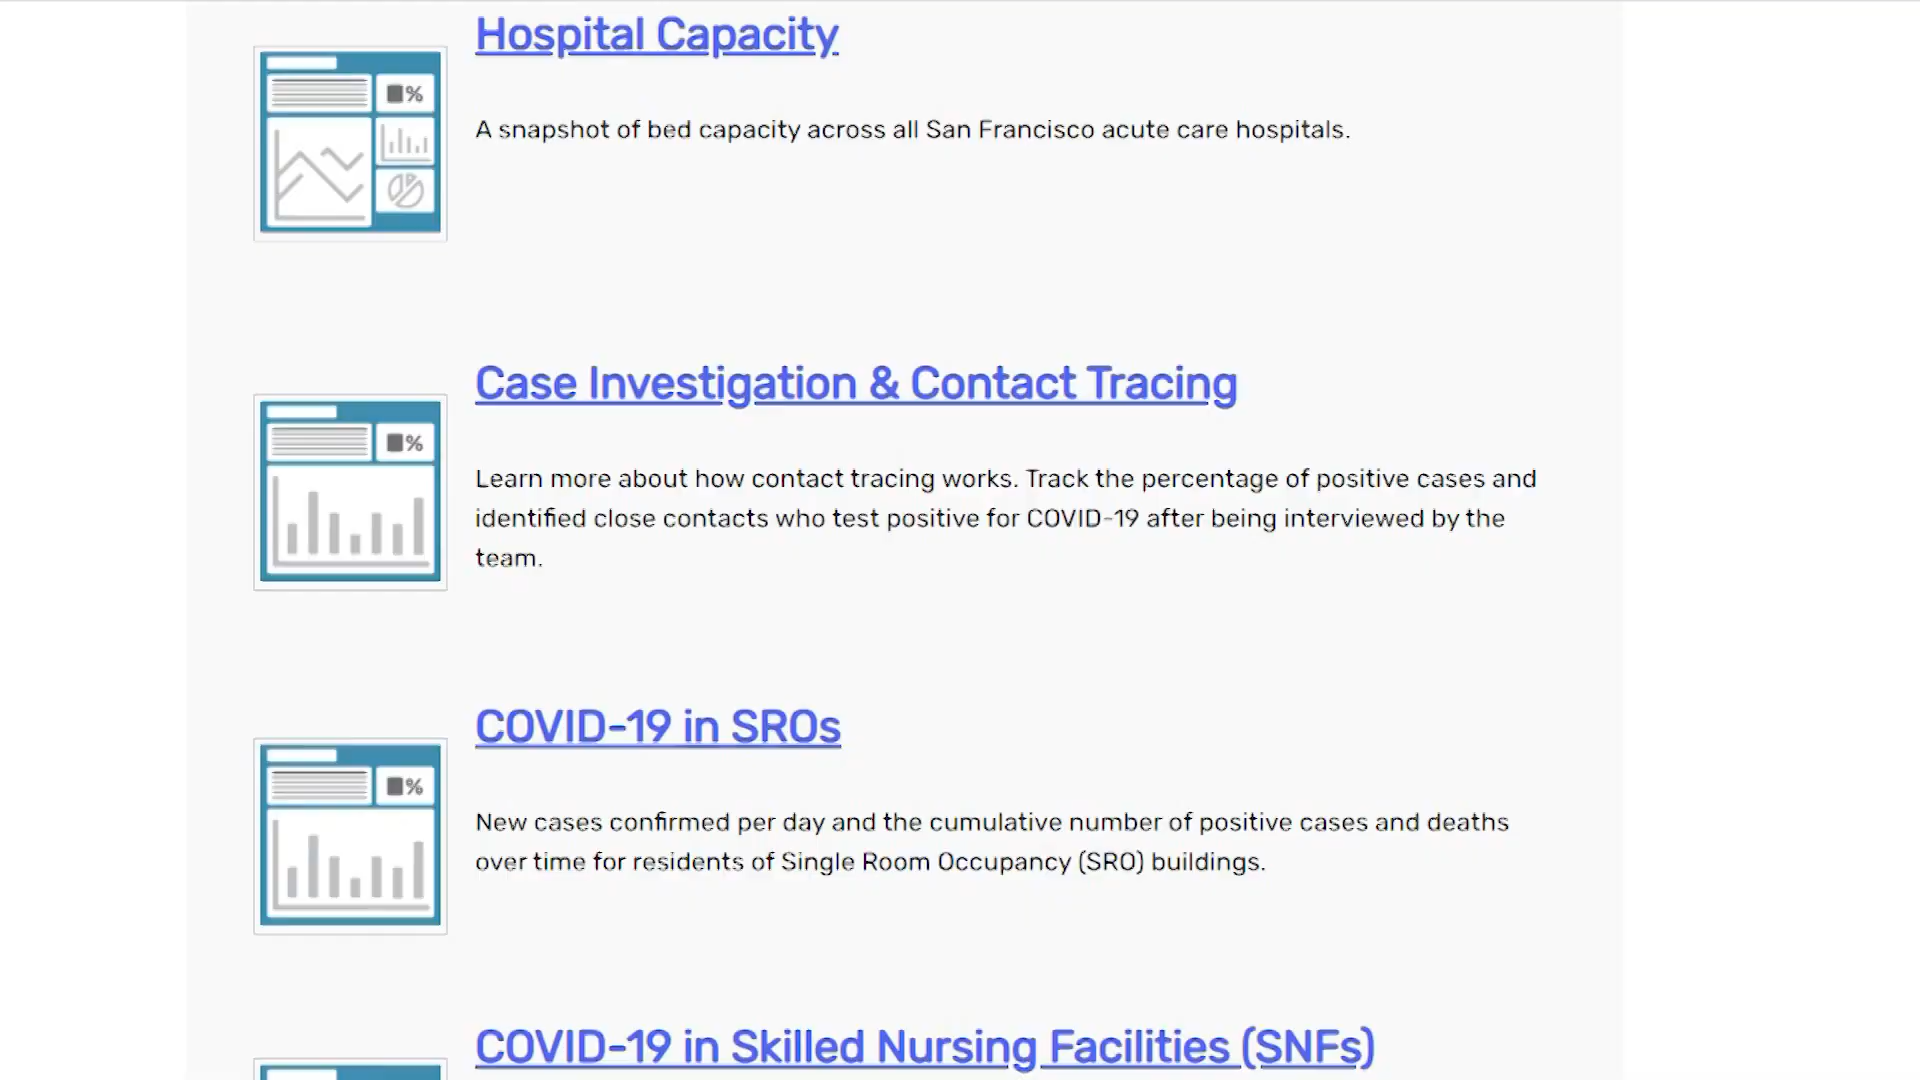 Hospital Capacity
%
A snapshot of bed capacity across all San Francisco acute care hospitals.
Case Investigation & Contact Tracing
%
Learn more about how contact tracing works. Track the percentage of positive cases and
identified close contacts who test positive for COVID-19 after being interviewed by the
team.
COVID-19 in SROs
%
New cases confirmed per day and the cumulative number of positive cases and deaths
over time for residents of Single Room Occupancy (SRO) buildings.
COVID-19 in Skilled Nursing Facilities (SNFs)